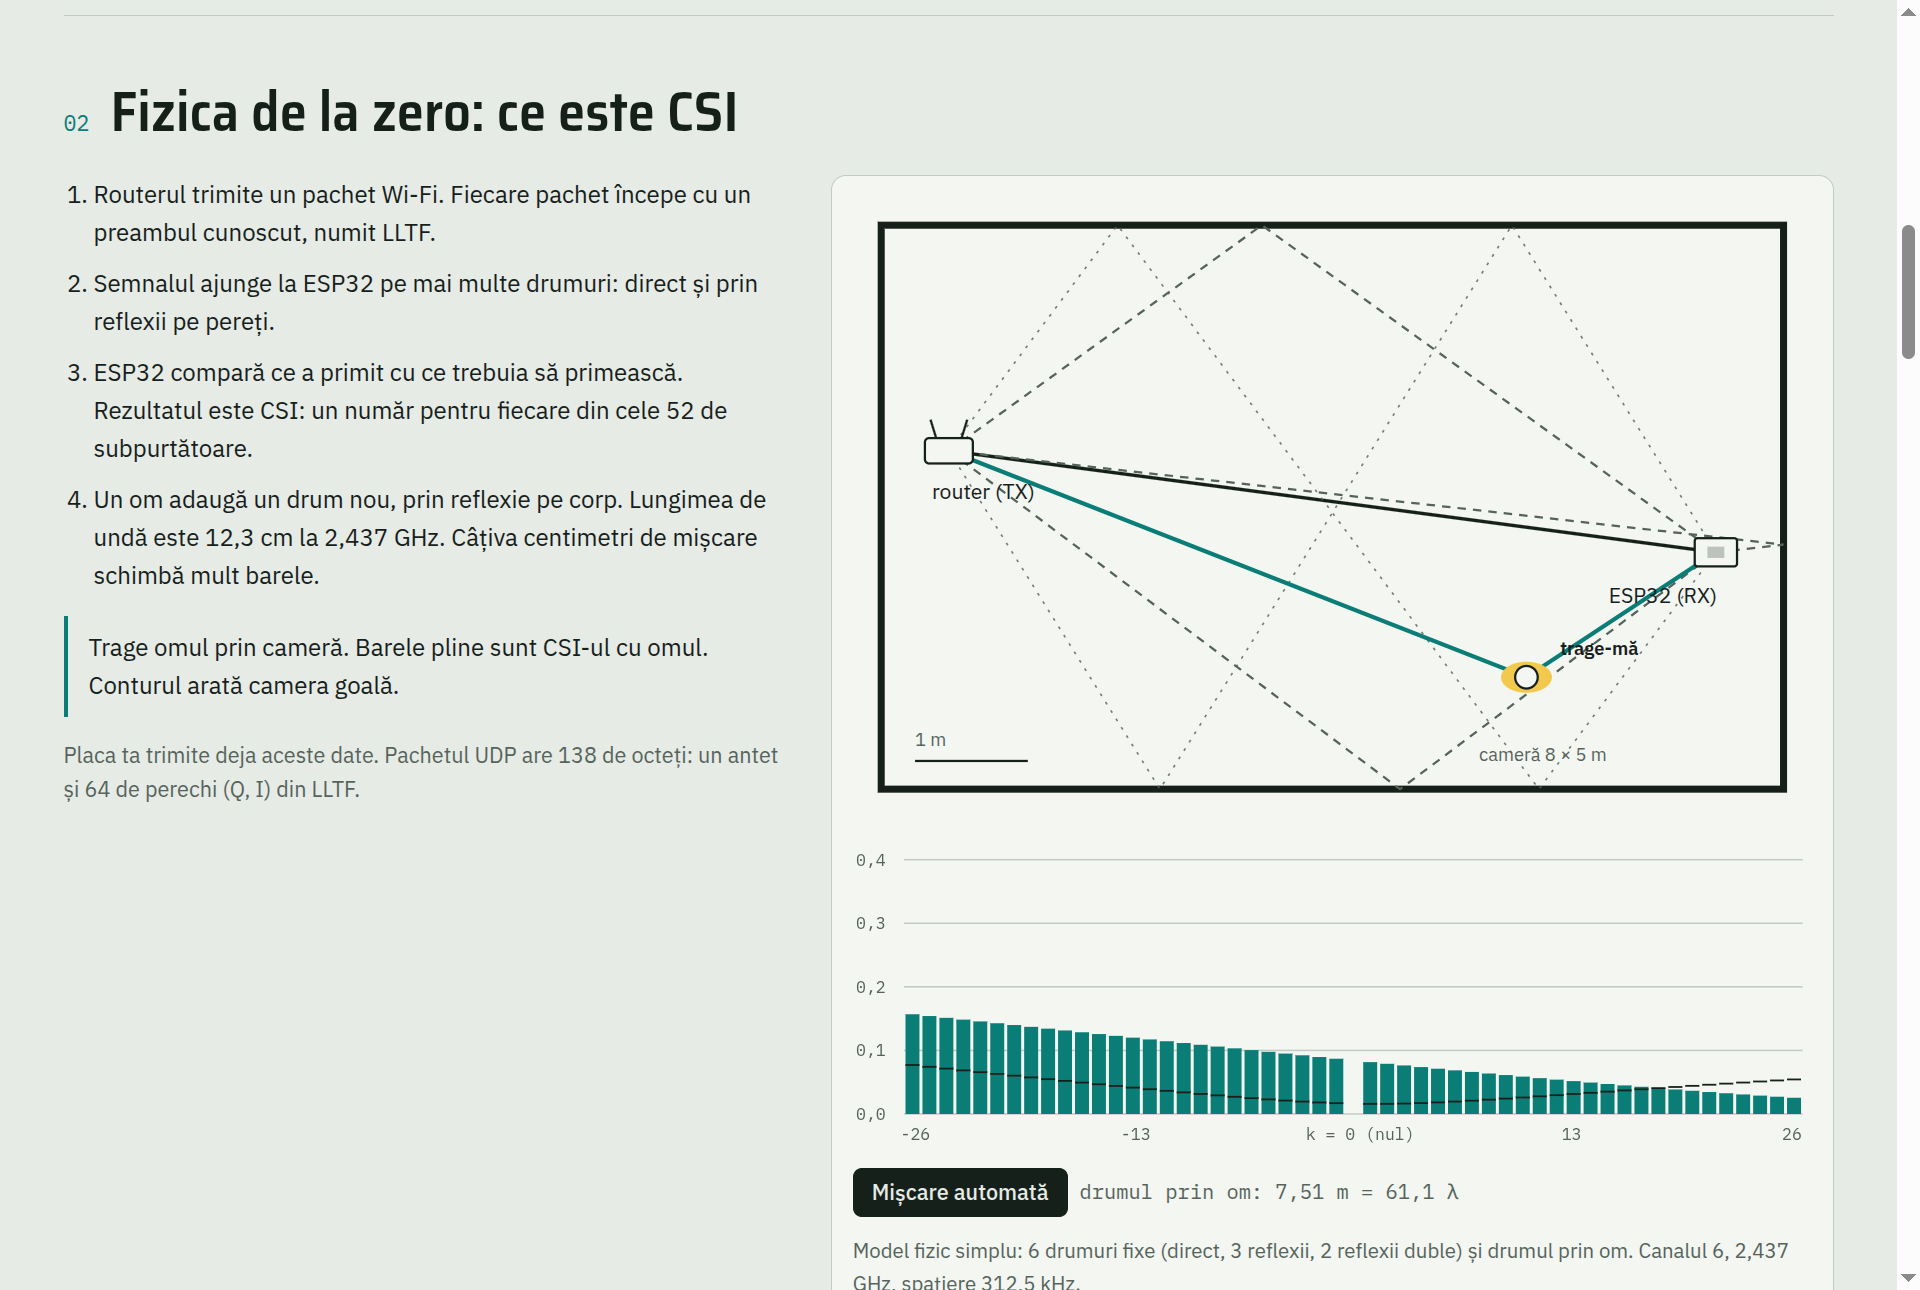 02 Fizica de la zero: ce este CSI
1. Routerul trimite un pachet Wi-Fi. Fiecare pachet începe cu un
preambul cunoscut, numit LLTF.
2. Semnalul ajunge la ESP32 pe mai multe drumuri: direct și prin
reflexii pe pereți.
3. ESP32 compară ce a primit cu ce trebuia să primească.
Rezultatul este CSI: un număr pentru fiecare din cele 52 de
subpurtătoare.
4. Un om adaugă un drum nou, prin reflexie pe corp. Lungimea de
undă este 12,3 cm la 2,437 GHz. Câțiva centimetri de mișcare
schimbă mult barele.
Trage omul prin cameră. Barele pline sunt CSI-ul cu omul.
Conturul arată camera goală.
Placa ta trimite deja aceste date. Pachetul UDP are 138 de octeți: un antet
și 64 de perechi (Q, I) din LLTF.
router (TX)
ESP32 (RX)
trage-mă
1 m
cameră 8 × 5 m
0,4
0,3
0,2
0,1
0,0
-26 -13 k = 0 (nul) 13 26
Mișcare automată drumul prin om: 7,51 m = 61,1 λ
Model fizic simplu: 6 drumuri fixe (direct, 3 reflexii, 2 reflexii duble) și drumul prin om. Canalul 6, 2,437
GHz, spațiere 312,5 kHz.